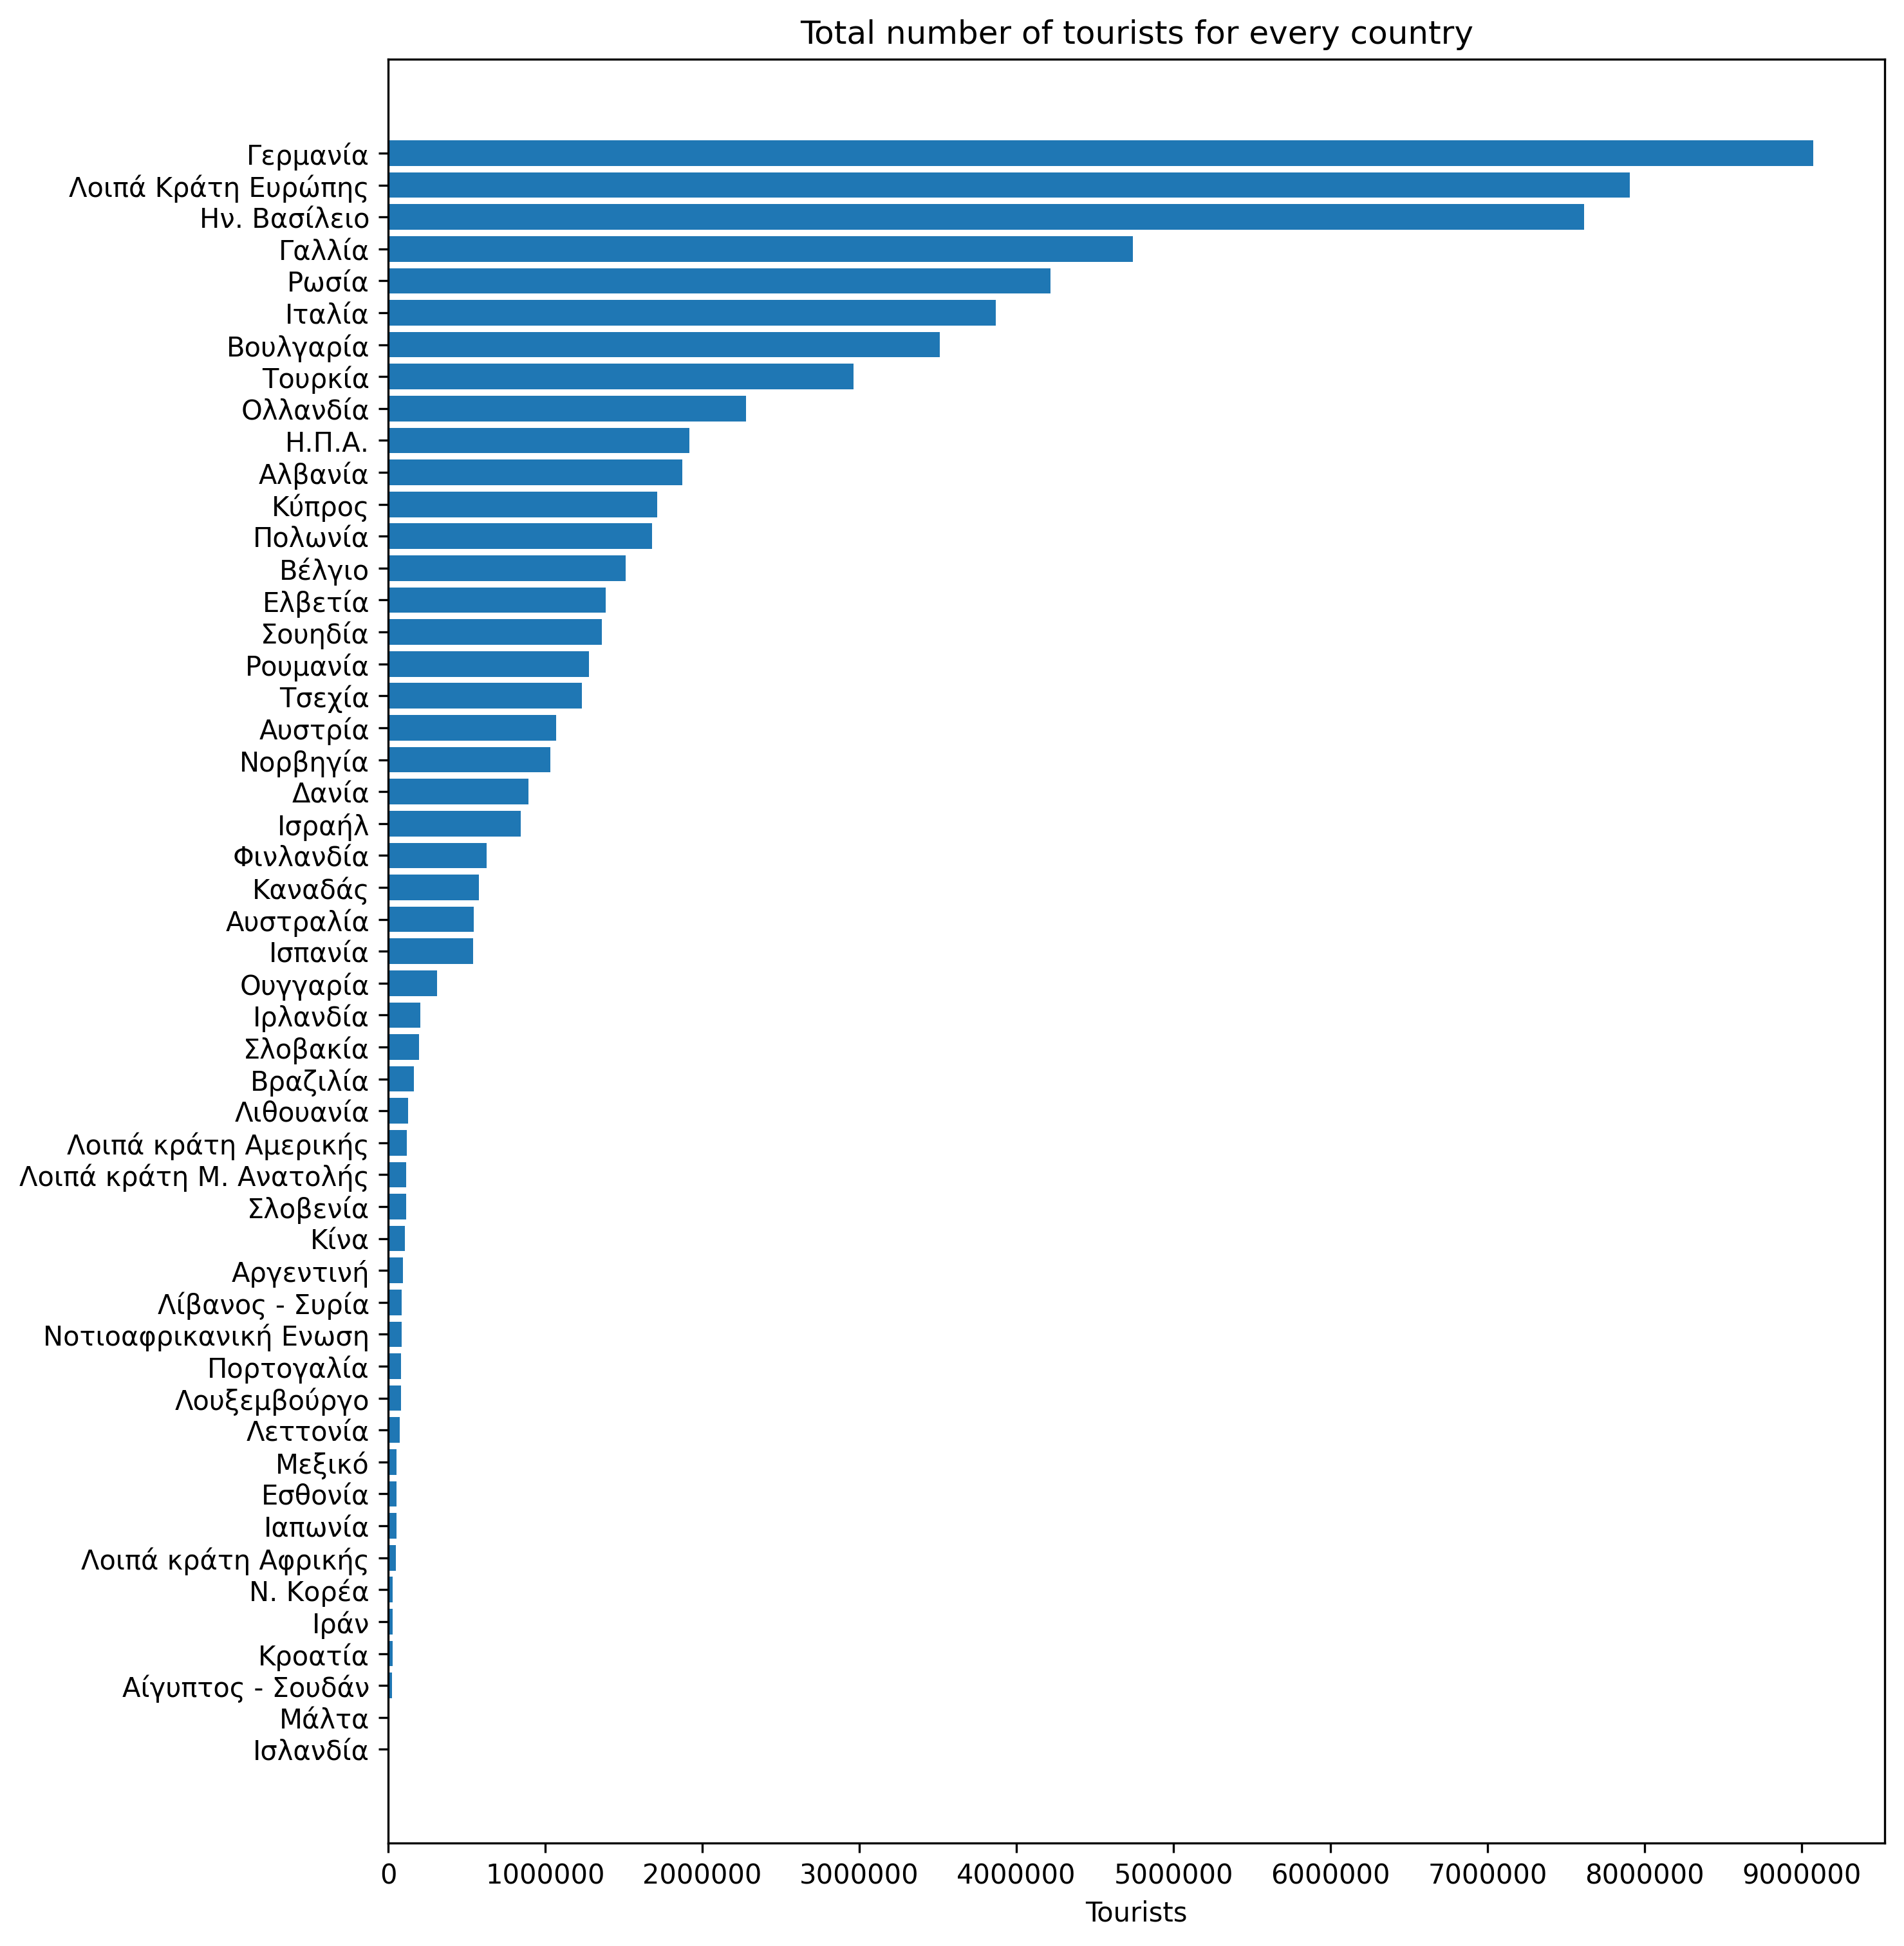 Total number of tourists for every country
Γερμανία
Λοιπά Κράτη Ευρώπης
Ην. Βασίλειο
Γαλλία
Ρωσία
Ιταλία
Βουλγαρία
Τουρκία
Ολλανδία
Η.Π.Α.
Αλβανία
Κύπρος
Πολωνία
Βέλγιο
Ελβετία
Σουηδία
Ρουμανία
Τσεχία
Αυστρία
Νορβηγία
Δανία
Ισραήλ
Φινλανδία
Καναδάς
Αυστραλία
Ισπανία
Ουγγαρία
Ιρλανδία
Σλοβακία
Βραζιλία
Λιθουανία
Λοιπά κράτη Αμερικής
Λοιπά κράτη Μ. Ανατολής
Σλοβενία
Κίνα
Αργεντινή
Λίβανος - Συρία
Νοτιοαφρικανική Ενωση
Πορτογαλία
Λουξεμβούργο
Λεττονία
Μεξικό
Εσθονία
Ιαπωνία
Λοιπά κράτη Αφρικής
Ν. Κορέα
Ιράν
Κροατία
Αίγυπτος - Σουδάν
Μάλτα
Ισλανδία
0 1000000 2000000 3000000 4000000 5000000 6000000 7000000 8000000 9000000
Tourists